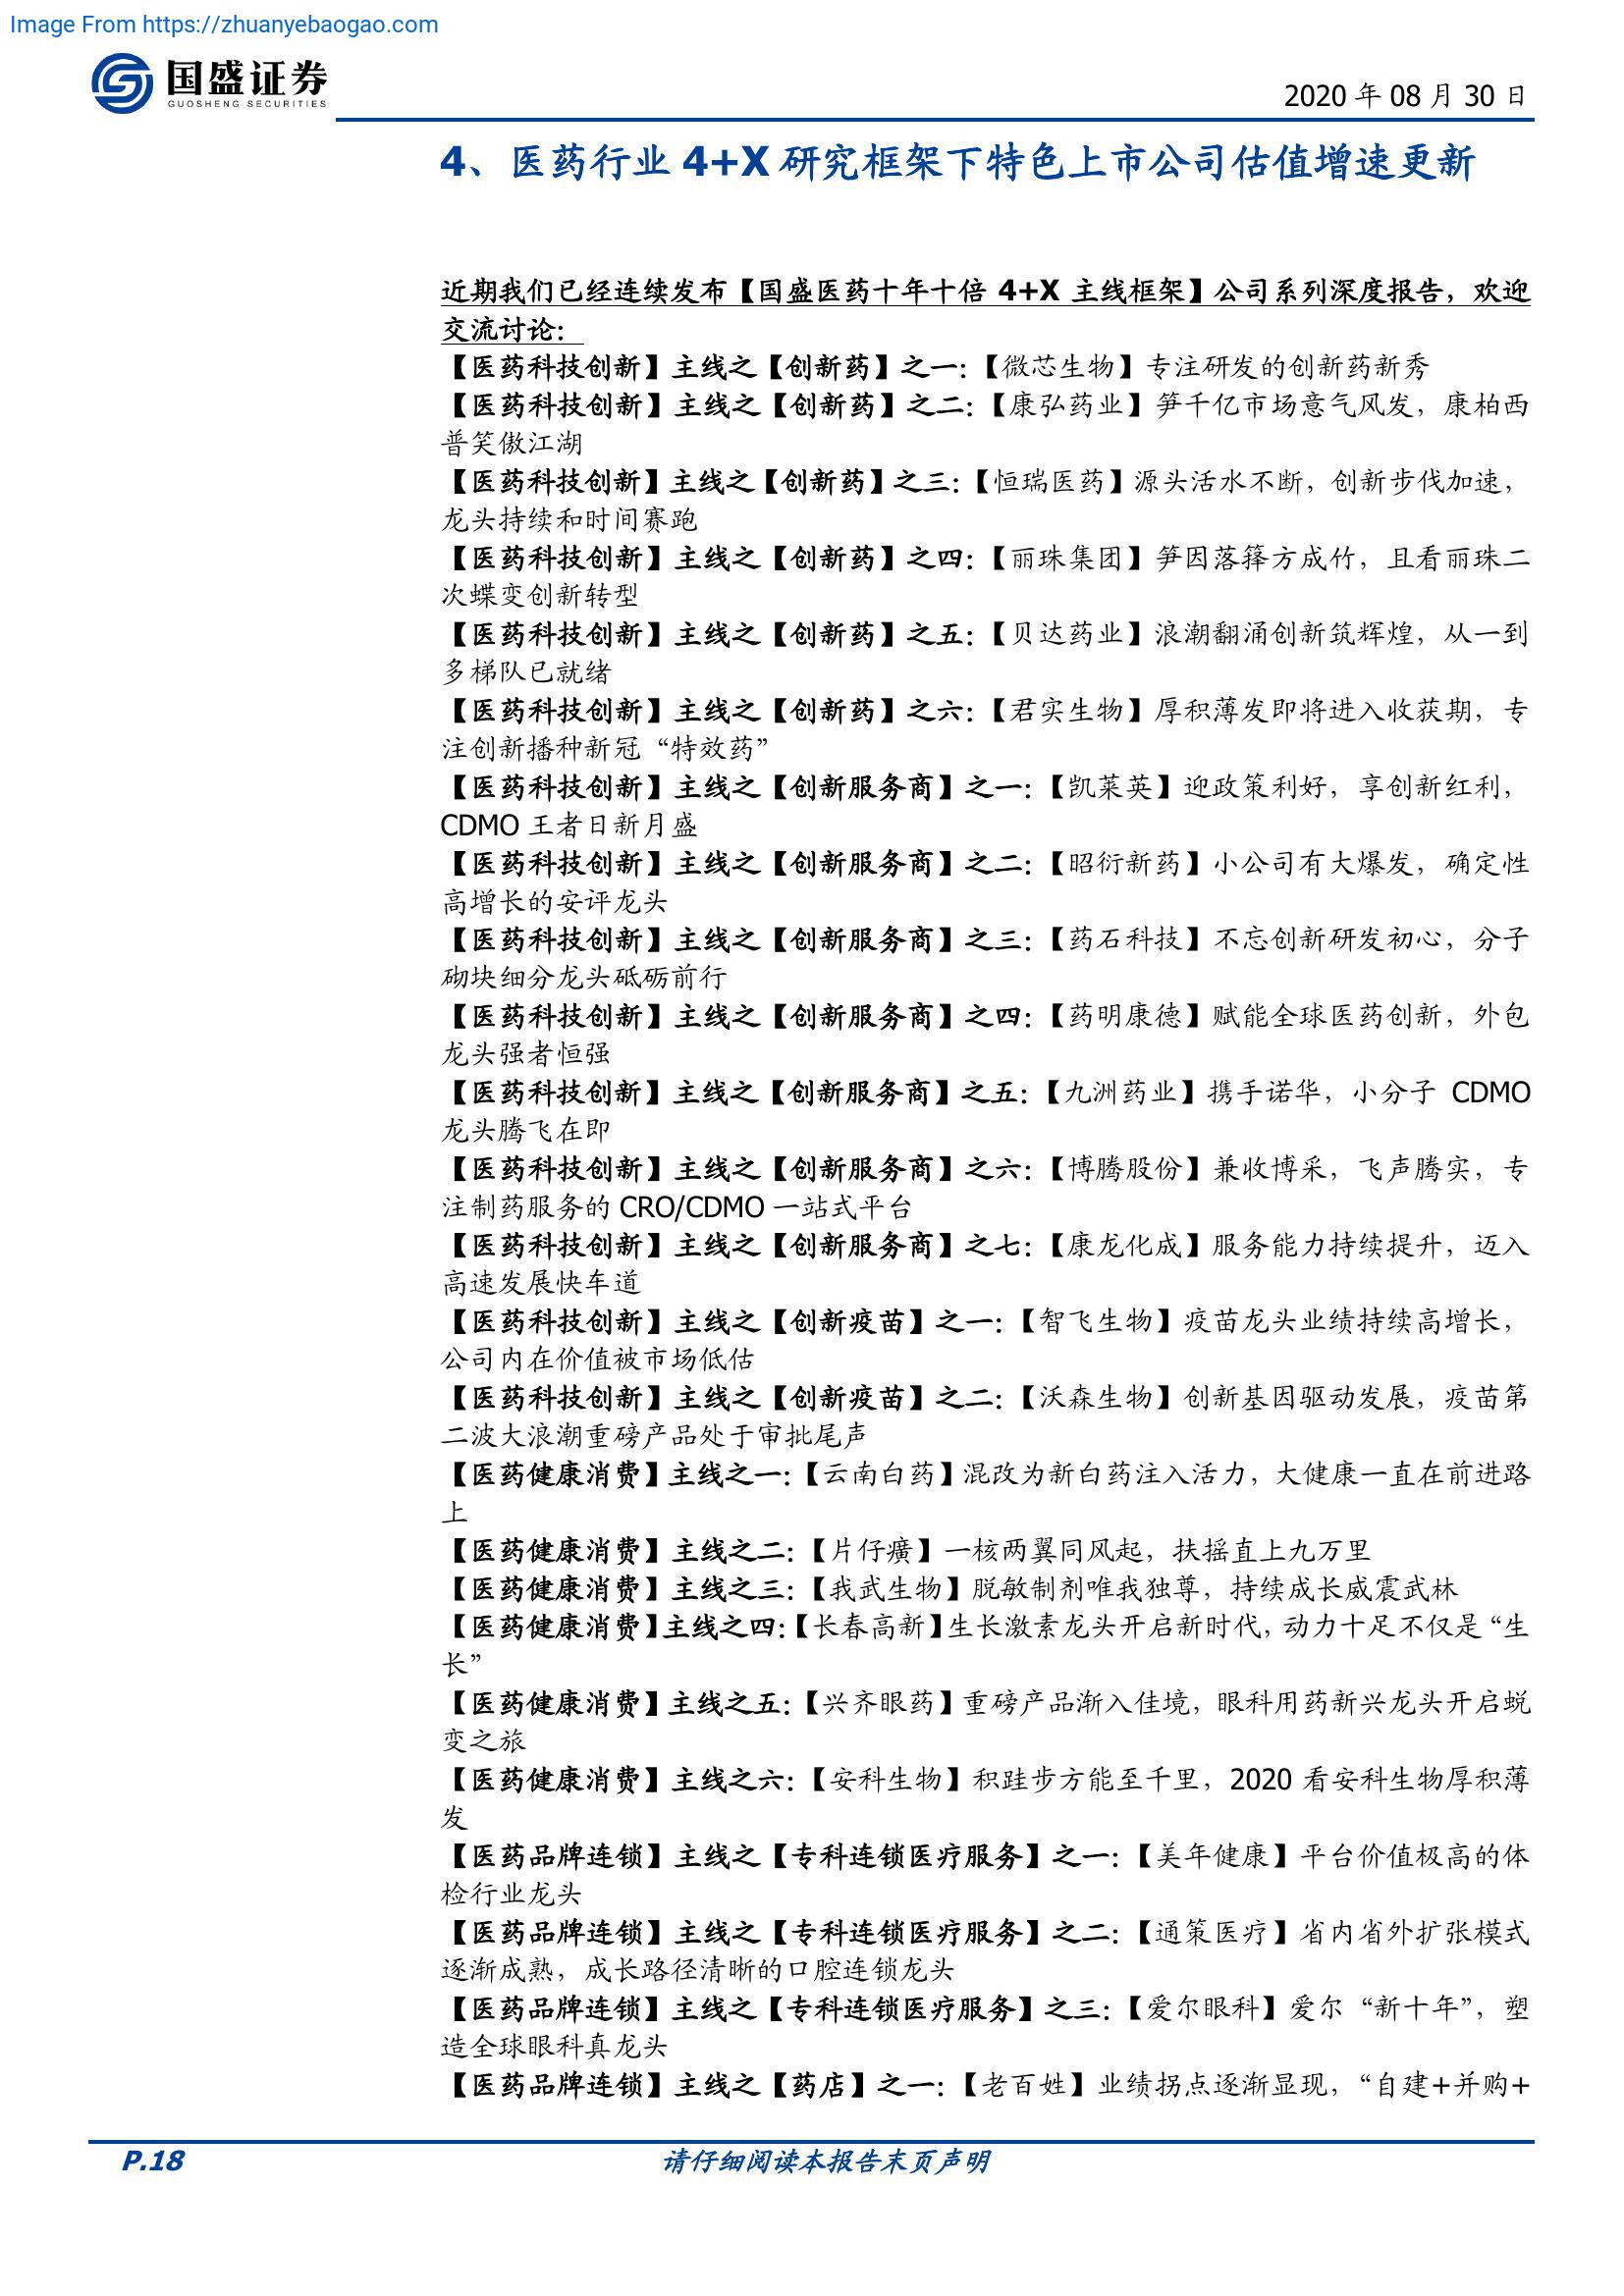 Image From https://zhuanyebaogao.com
国盛证券
GUOSHENG SECURITIES
2020 年 08 月 30 日
4、医药行业 4+X 研究框架下特色上市公司估值增速更新
近期我们已经连续发布【国盛医药十年十倍 4+X 主线框架】公司系列深度报告，欢迎
交流讨论：
【医药科技创新】主线之【创新药】之一：【微芯生物】专注研发的创新药新秀
【医药科技创新】主线之【创新药】之二：【康弘药业】笋千亿市场意气风发，康柏西
普笑傲江湖
【医药科技创新】主线之【创新药】之三：【恒瑞医药】源头活水不断，创新步伐加速，
龙头持续和时间赛跑
【医药科技创新】主线之【创新药】之四：【丽珠集团】笋因落箨方成竹，且看丽珠二
次蝶变创新转型
【医药科技创新】主线之【创新药】之五：【贝达药业】浪潮翻涌创新筑辉煌，从一到
多梯队已就绪
【医药科技创新】主线之【创新药】之六：【君实生物】厚积薄发即将进入收获期，专
注创新播种新冠“特效药”
【医药科技创新】主线之【创新服务商】之一：【凯莱英】迎政策利好，享创新红利，
CDMO 王者日新月盛
【医药科技创新】主线之【创新服务商】之二：【昭衍新药】小公司有大爆发，确定性
高增长的安评龙头
【医药科技创新】主线之【创新服务商】之三：【药石科技】不忘创新研发初心，分子
砌块细分龙头砥砺前行
【医药科技创新】主线之【创新服务商】之四：【药明康德】赋能全球医药创新，外包
龙头强者恒强
【医药科技创新】主线之【创新服务商】之五：【九洲药业】携手诺华，小分子 CDMO
龙头腾飞在即
【医药科技创新】主线之【创新服务商】之六：【博腾股份】兼收博采，飞声腾实，专
注制药服务的 CRO/CDMO 一站式平台
【医药科技创新】主线之【创新服务商】之七：【康龙化成】服务能力持续提升，迈入
高速发展快车道
【医药科技创新】主线之【创新疫苗】之一：【智飞生物】疫苗龙头业绩持续高增长，
公司内在价值被市场低估
【医药科技创新】主线之【创新疫苗】之二：【沃森生物】创新基因驱动发展，疫苗第
二波大浪潮重磅产品处于审批尾声
【医药健康消费】主线之一：【云南白药】混改为新白药注入活力，大健康一直在前进路
上
【医药健康消费】主线之二：【片仔癀】一核两翼同风起，扶摇直上九万里
【医药健康消费】主线之三：【我武生物】脱敏制剂唯我独尊，持续成长威震武林
【医药健康消费】主线之四：【长春高新】生长激素龙头开启新时代，动力十足不仅是“生
长”
【医药健康消费】主线之五：【兴齐眼药】重磅产品渐入佳境，眼科用药新兴龙头开启蜕
变之旅
【医药健康消费】主线之六：【安科生物】积跬步方能至千里，2020 看安科生物厚积薄
发
【医药品牌连锁】主线之【专科连锁医疗服务】之一：【美年健康】平台价值极高的体
检行业龙头
【医药品牌连锁】主线之【专科连锁医疗服务】之二：【通策医疗】省内省外扩张模式
逐渐成熟，成长路径清晰的口腔连锁龙头
【医药品牌连锁】主线之【专科连锁医疗服务】之三：【爱尔眼科】爱尔“新十年”，塑
造全球眼科真龙头
【医药品牌连锁】主线之【药店】之一：【老百姓】业绩拐点逐渐显现，“自建+并购+
P.18
请仔细阅读本报告末页声明